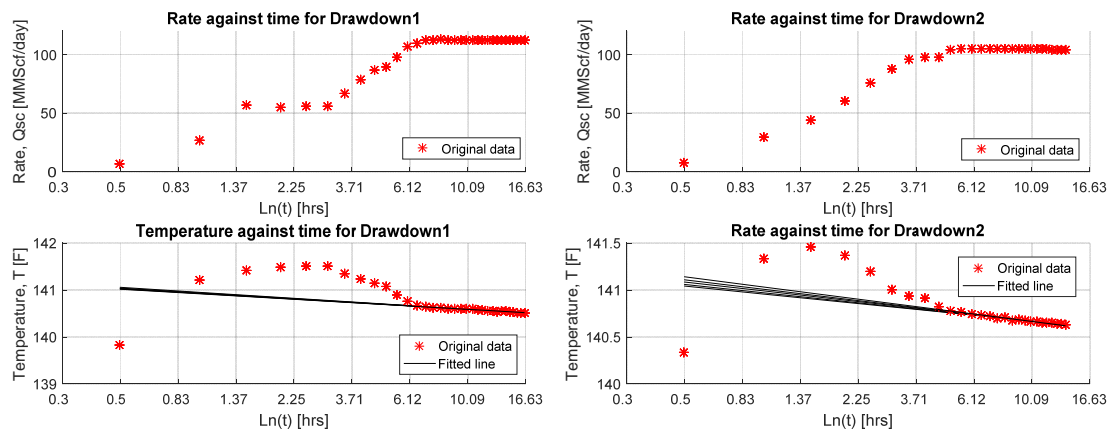 Rate against time for Drawdown1
Rate, Qsc [MMScf/day]
100
50
0
Original data
0.3 0.5 0.83 1.37 2.25 3.71 6.12 10.09 16.63
Ln(t) [hrs]
Rate against time for Drawdown2
Rate, Qsc [MMScf/day]
100
50
0
Original data
0.3 0.5 0.83 1.37 2.25 3.71 6.12 10.09 16.63
Ln(t) [hrs]
Temperature against time for Drawdown1
Temperature, T [F]
142
141
140
139
Original data
Fitted line
0.3 0.5 0.83 1.37 2.25 3.71 6.12 10.09 16.63
Ln(t) [hrs]
Rate against time for Drawdown2
Temperature, T [F]
141.5
141
140.5
140
Original data
Fitted line
0.3 0.5 0.83 1.37 2.25 3.71 6.12 10.09 16.63
Ln(t) [hrs]